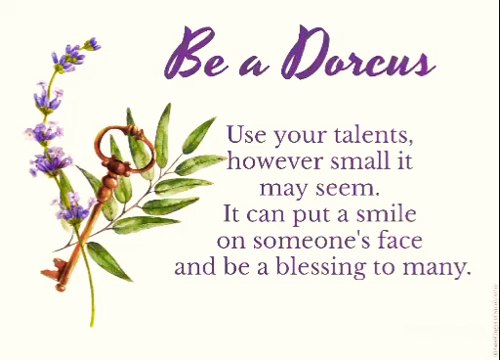 Be a Dorcus
Use your talents,
however small it
may seem.
It can put a smile
on someone's face
and be a blessing to many.